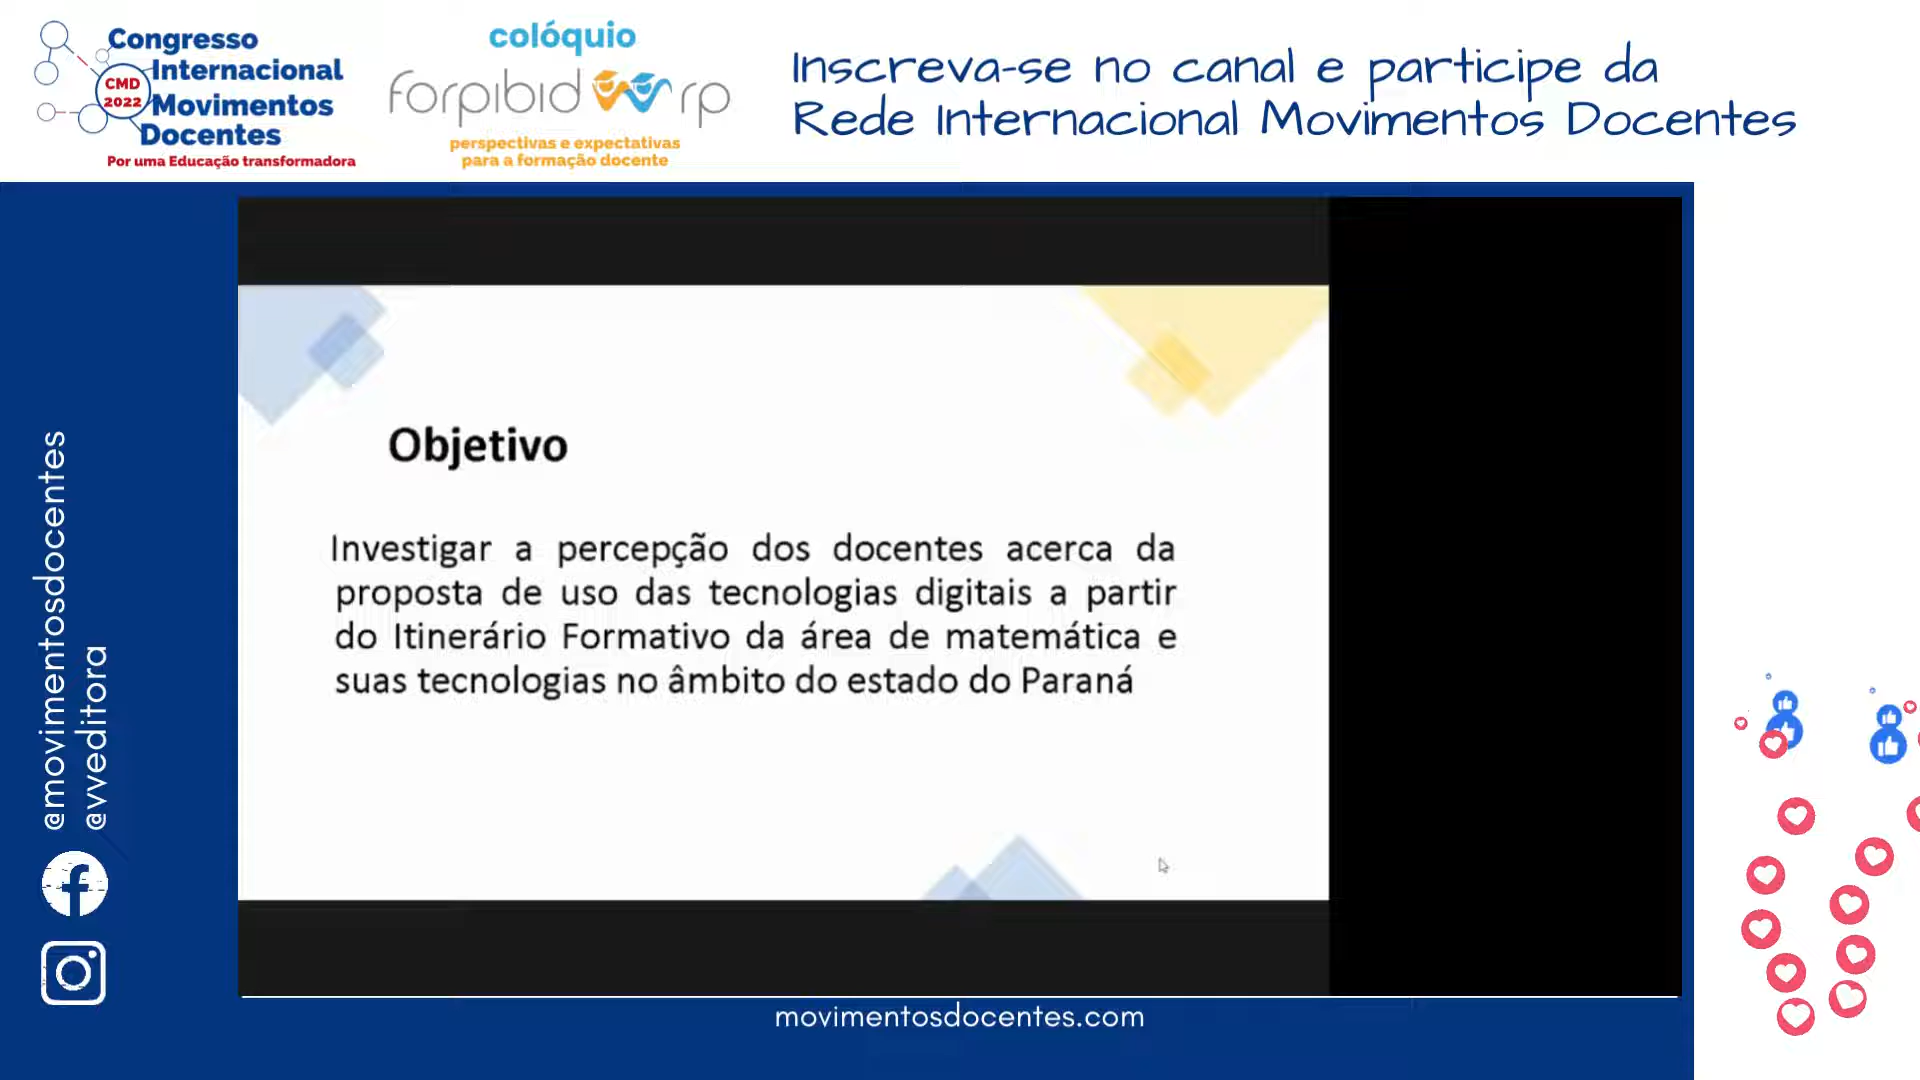 Congresso
Internacional
CMD
2022
Movimentos
Docentes
Por uma Educação transformadora
colóquio
forpibid rp
perspectivas e expectativas
para a formação docente
Inscreva-se no canal e participe da
Rede Internacional Movimentos Docentes
Objetivo
Investigar a percepção dos docentes acerca da
proposta de uso das tecnologias digitais a partir
do Itinerário Formativo da área de matemática e
suas tecnologias no âmbito do estado do Paraná
@movimentosdocentes
@vveditora
movimentosdocentes.com